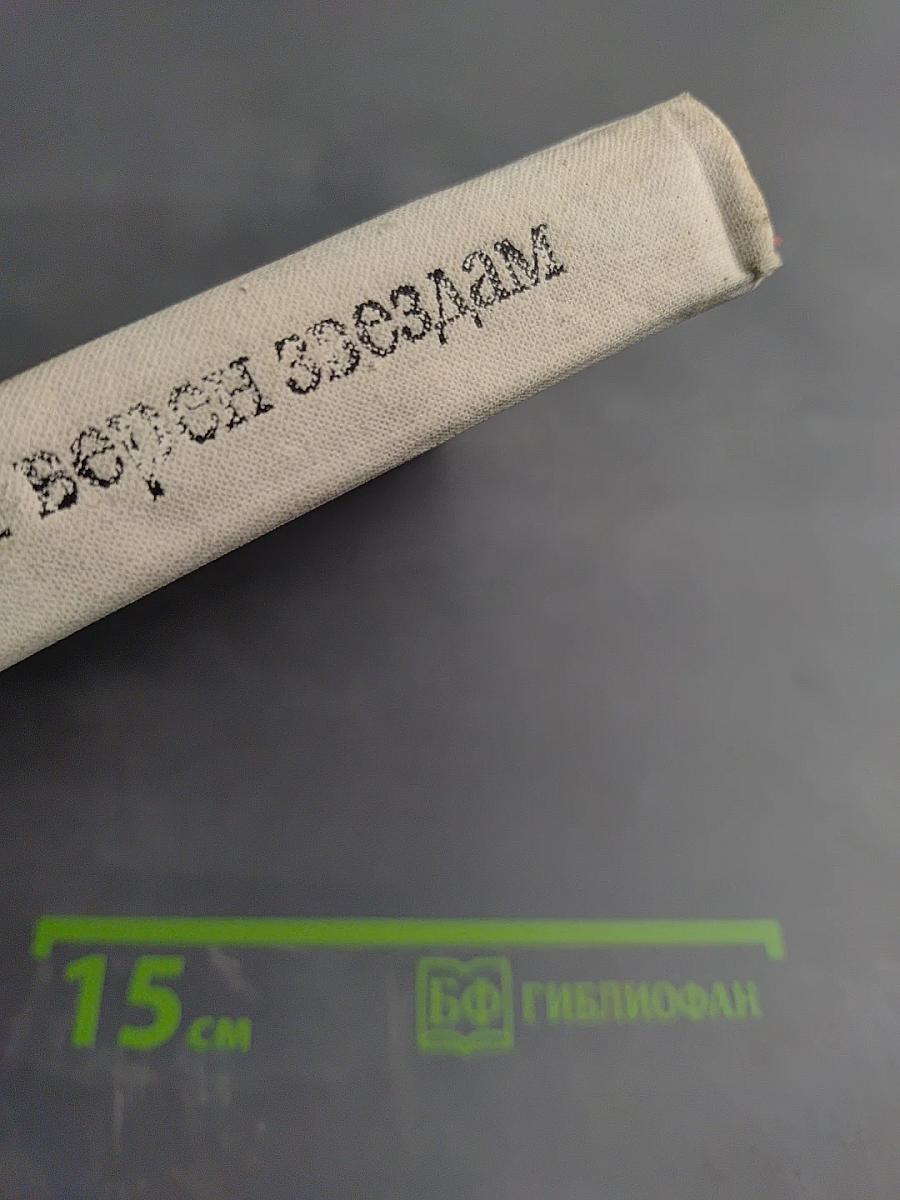 верен звездам
15 см
БФ ГИБЛИОФАН